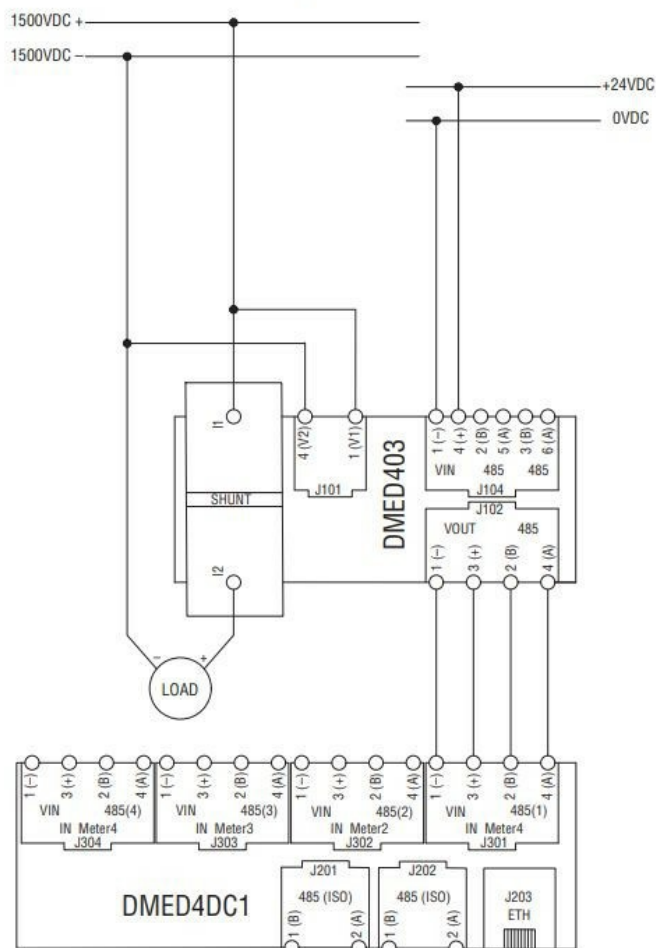 1500VDC +
1500VDC −
+24VDC
0VDC
I1
SHUNT
I2
4 (V2)
1 (V1)
J101
DMED403
1 (−)
4 (+)
2 (B)
5 (A)
3 (B)
6 (A)
VIN 485 485
J104
J102
VOUT 485
1 (−)
3 (+)
2 (B)
4 (A)
− +
LOAD
1 (−)
3 (+)
2 (B)
4 (A)
VIN 485(4)
IN Meter4
J304
1 (−)
3 (+)
2 (B)
4 (A)
VIN 485(3)
IN Meter3
J303
1 (−)
3 (+)
2 (B)
4 (A)
VIN 485(2)
IN Meter2
J302
1 (−)
3 (+)
2 (B)
4 (A)
VIN 485(1)
IN Meter4
J301
DMED4DC1
J201
485 (ISO)
1 (B)
2 (A)
J202
485 (ISO)
1 (B)
2 (A)
J203
ETH